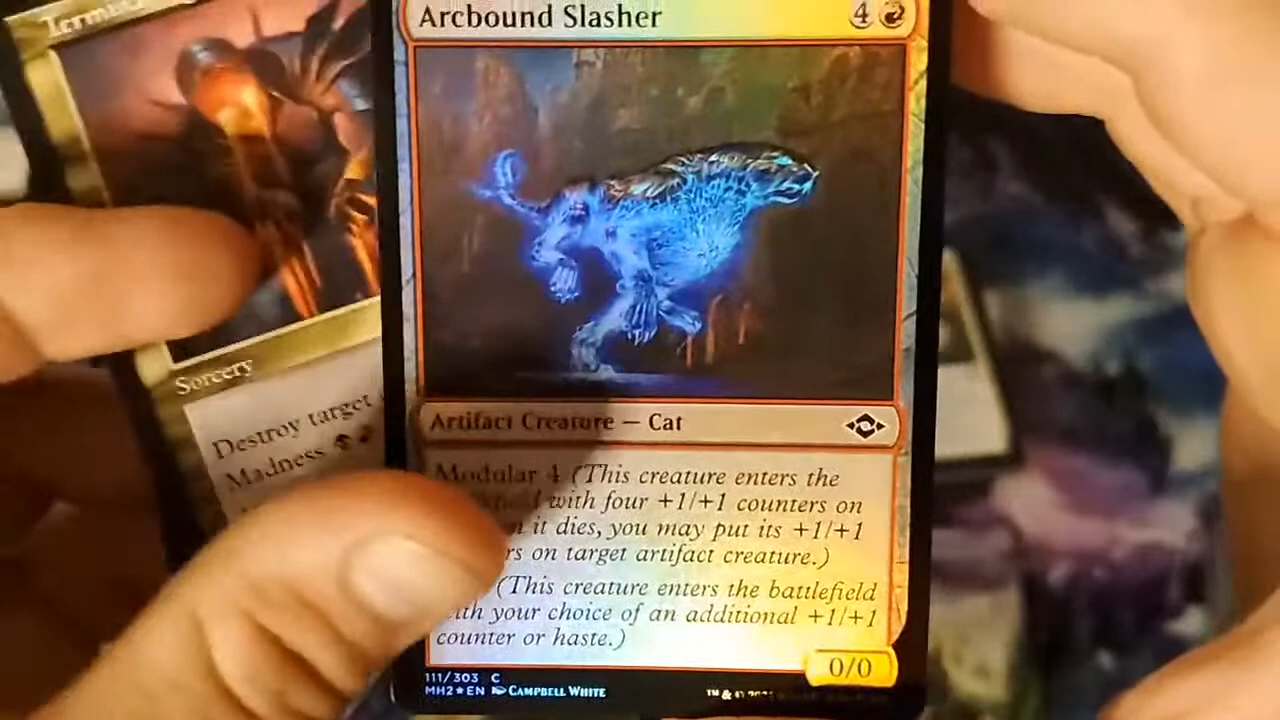 Arcbound Slasher 4
Artifact Creature — Cat
Modular 4 (This creature enters the
with four +1/+1 counters on
it dies, you may put its +1/+1
on target artifact creature.)
(This creature enters the battlefield
with your choice of an additional +1/+1
counter or haste.)
0/0
111/303 C
MH2★EN CAMPBELL WHITE
™ & ©
Sorcery
Destroy target
Madness